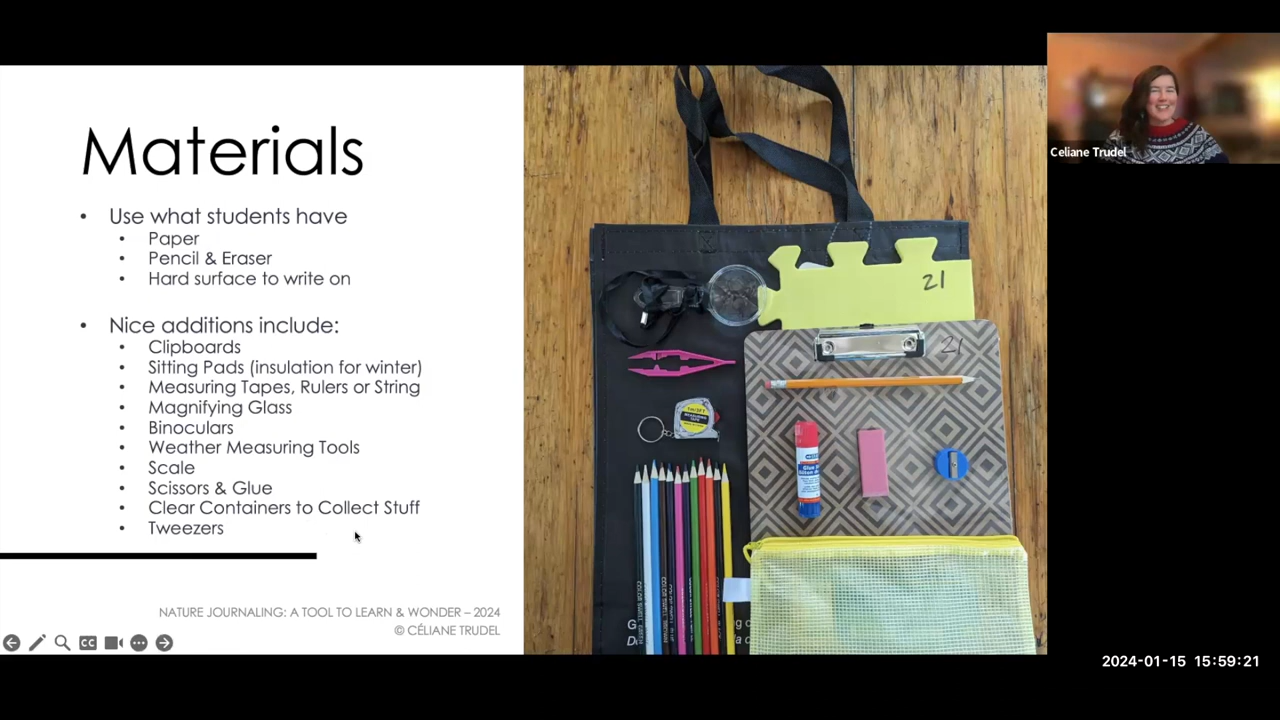 Materials
• Use what students have
• Paper
• Pencil & Eraser
• Hard surface to write on
• Nice additions include:
• Clipboards
• Sitting Pads (insulation for winter)
• Measuring Tapes, Rulers or String
• Magnifying Glass
• Binoculars
• Weather Measuring Tools
• Scale
• Scissors & Glue
• Clear Containers to Collect Stuff
• Tweezers
NATURE JOURNALING: A TOOL TO LEARN & WONDER – 2024
© CÉLIANE TRUDEL
CC
21
21
Celiane Trudel
2024-01-15 15:59:21